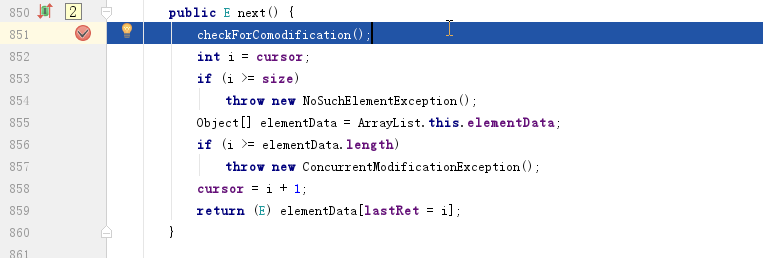 850 2 public E next() {
851 checkForComodification();
852 int i = cursor;
853 if (i >= size)
854 throw new NoSuchElementException();
855 Object[] elementData = ArrayList.this.elementData;
856 if (i >= elementData.length)
857 throw new ConcurrentModificationException();
858 cursor = i + 1;
859 return (E) elementData[lastRet = i];
860 }
861